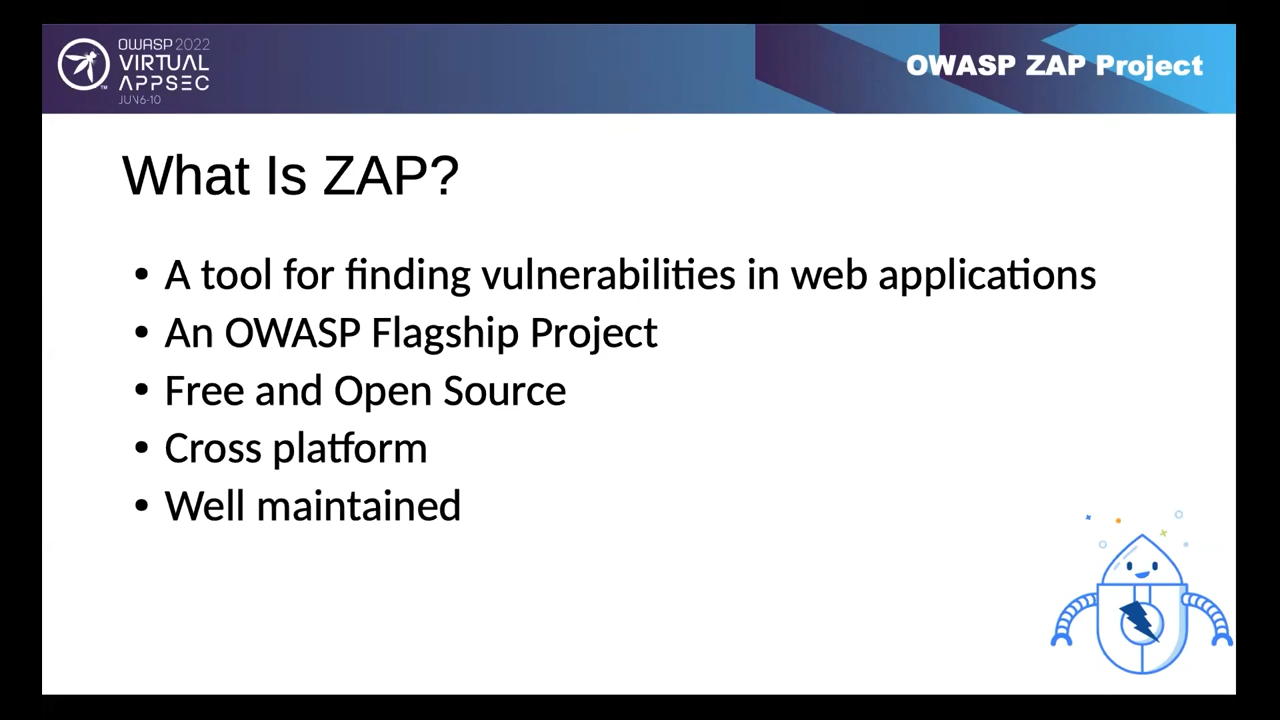 OWASP 2022
VIRTUAL
APPSEC
JUN 6-10
TM
OWASP ZAP Project
What Is ZAP?
• A tool for finding vulnerabilities in web applications
• An OWASP Flagship Project
• Free and Open Source
• Cross platform
• Well maintained